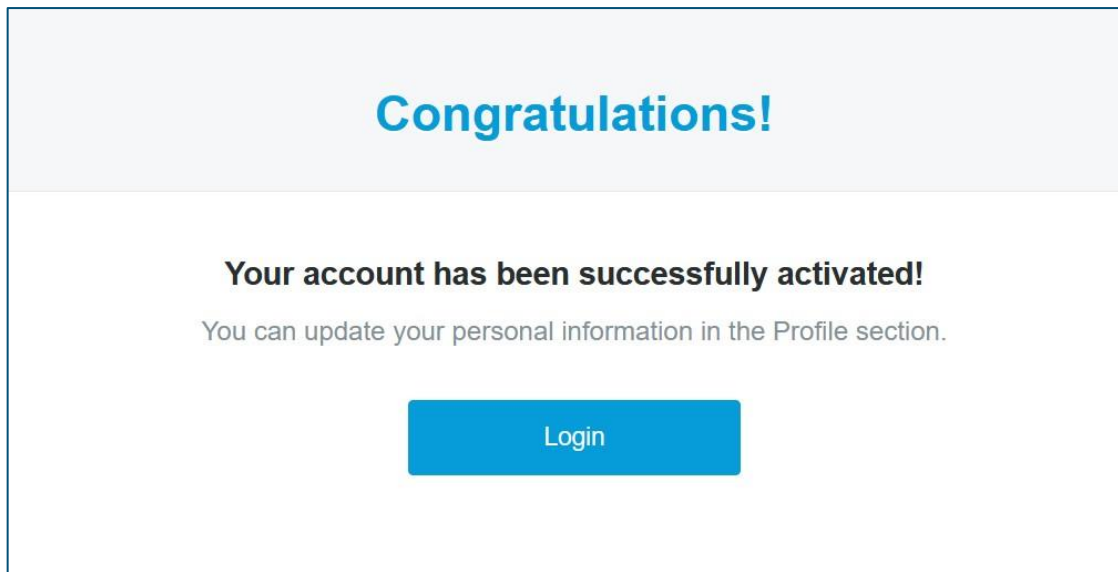 Congratulations!
Your account has been successfully activated!
You can update your personal information in the Profile section.
Login